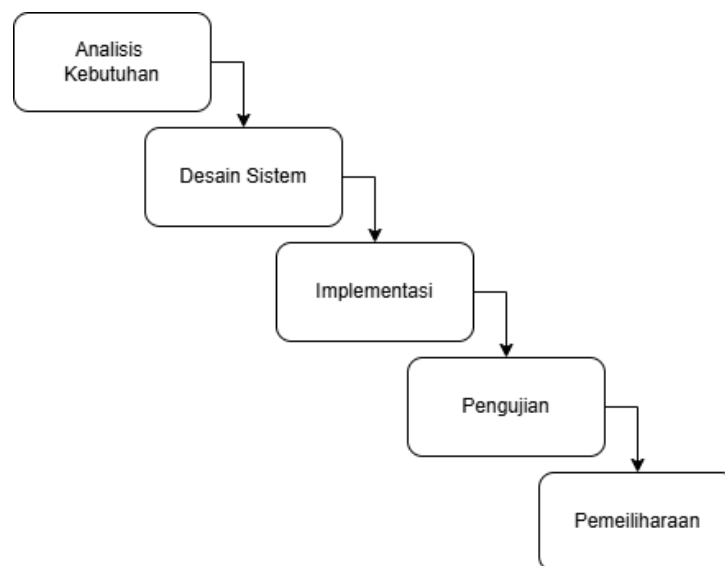 Analisis
Kebutuhan
Desain Sistem
Implementasi
Pengujian
Pemeiliharaan